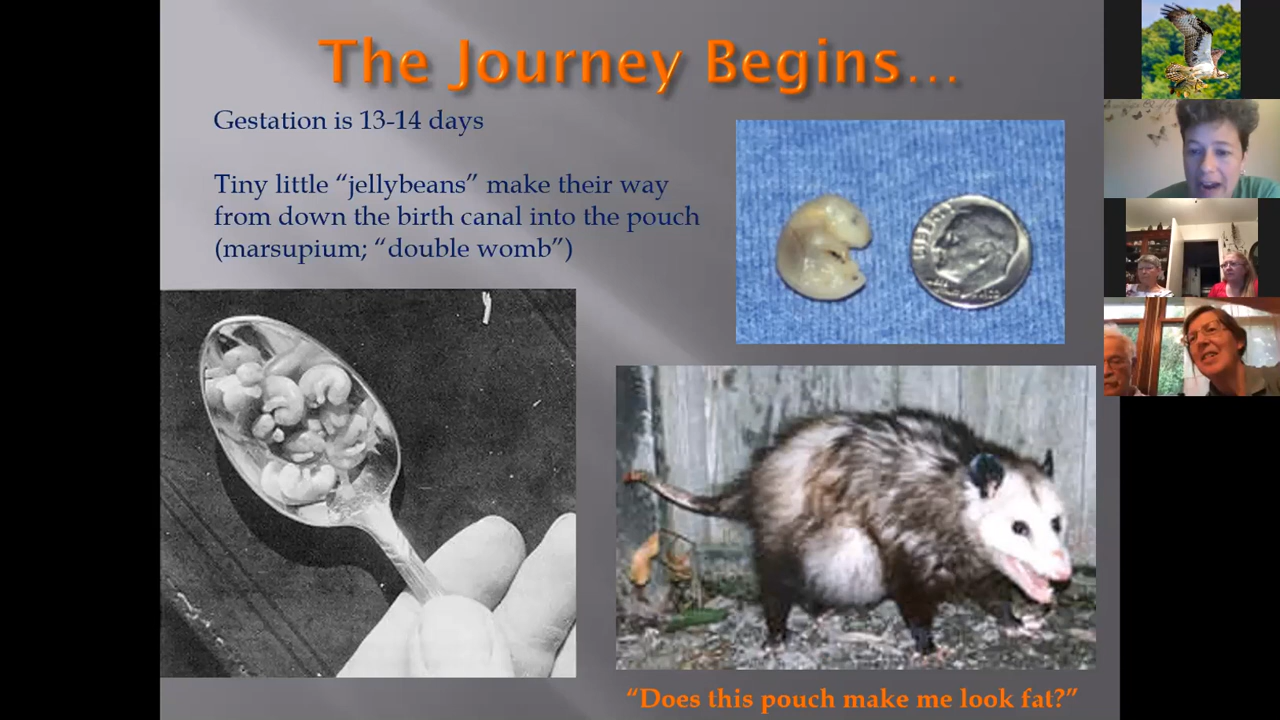 The Journey Begins...
Gestation is 13-14 days
Tiny little “jellybeans” make their way
from down the birth canal into the pouch
(marsupium; “double womb”)
“Does this pouch make me look fat?”